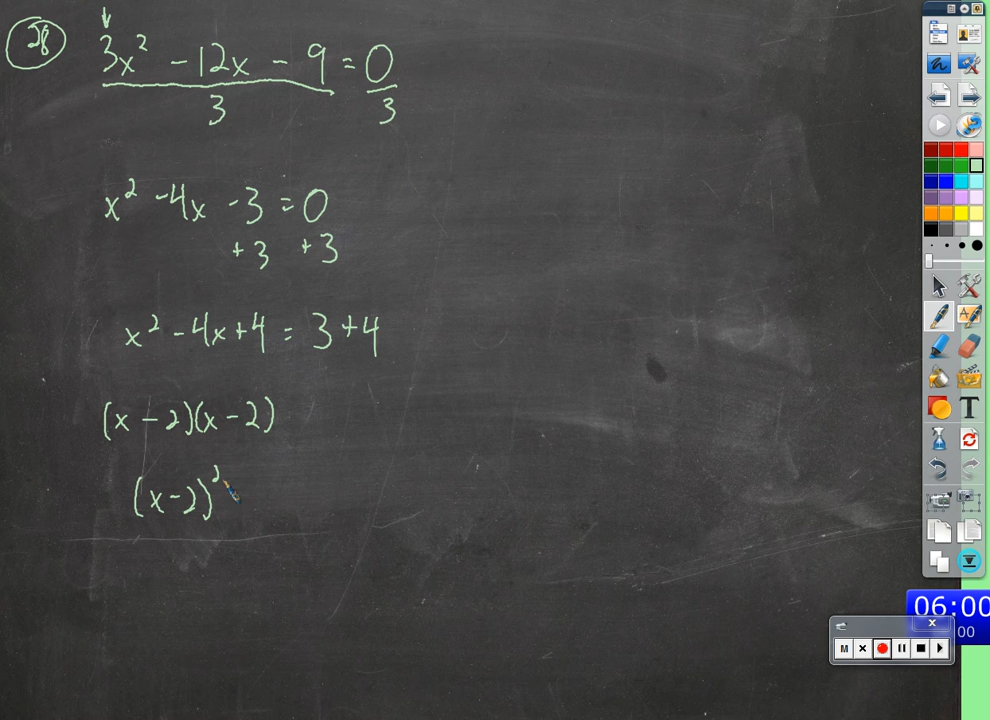 28
3x² - 12x - 9 = 0
3 3
x² - 4x - 3 = 0
+3 +3
x² - 4x + 4 = 3 + 4
(x - 2)(x - 2)
(x - 2)²
T
06:00
00
x
M